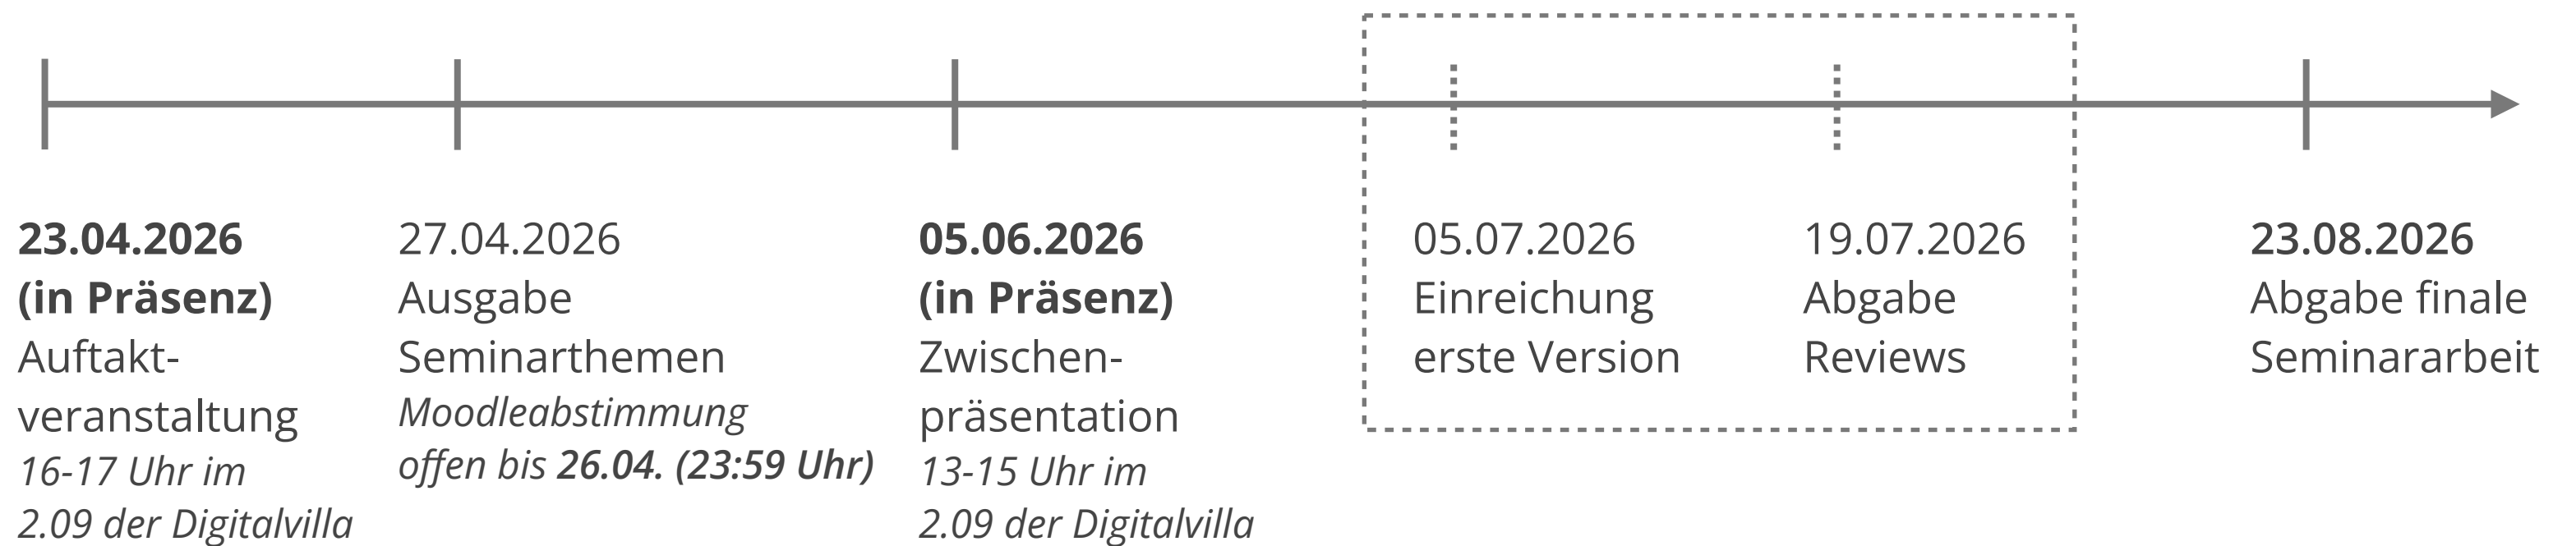 23.04.2026
(in Präsenz)
Auftakt-
veranstaltung
16-17 Uhr im
2.09 der Digitalvilla
27.04.2026
Ausgabe
Seminarthemen
Moodleabstimmung
offen bis 26.04. (23:59 Uhr)
05.06.2026
(in Präsenz)
Zwischen-
präsentation
13-15 Uhr im
2.09 der Digitalvilla
05.07.2026
Einreichung
erste Version
19.07.2026
Abgabe
Reviews
23.08.2026
Abgabe finale
Seminararbeit